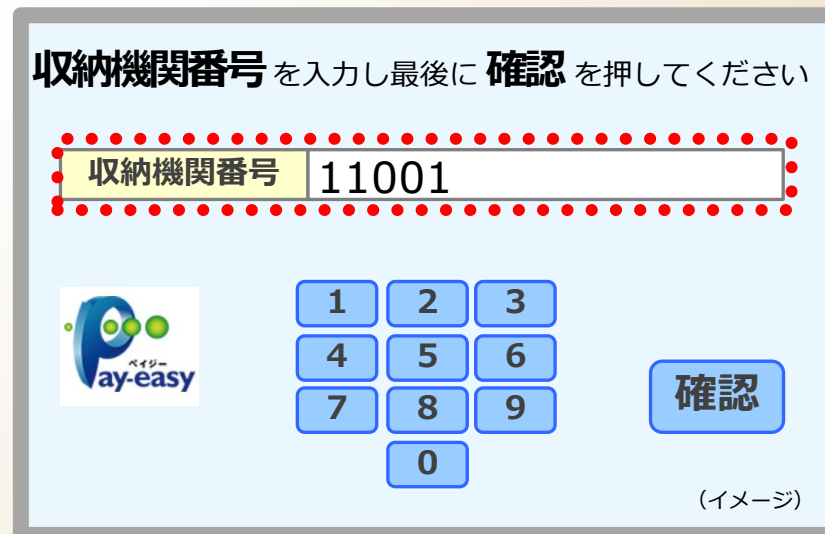 収納機関番号を入力し最後に確認を押してください
収納機関番号 11001
1 2 3
4 5 6
7 8 9
0
確認
ペイジー
Pay-easy
(イメージ)